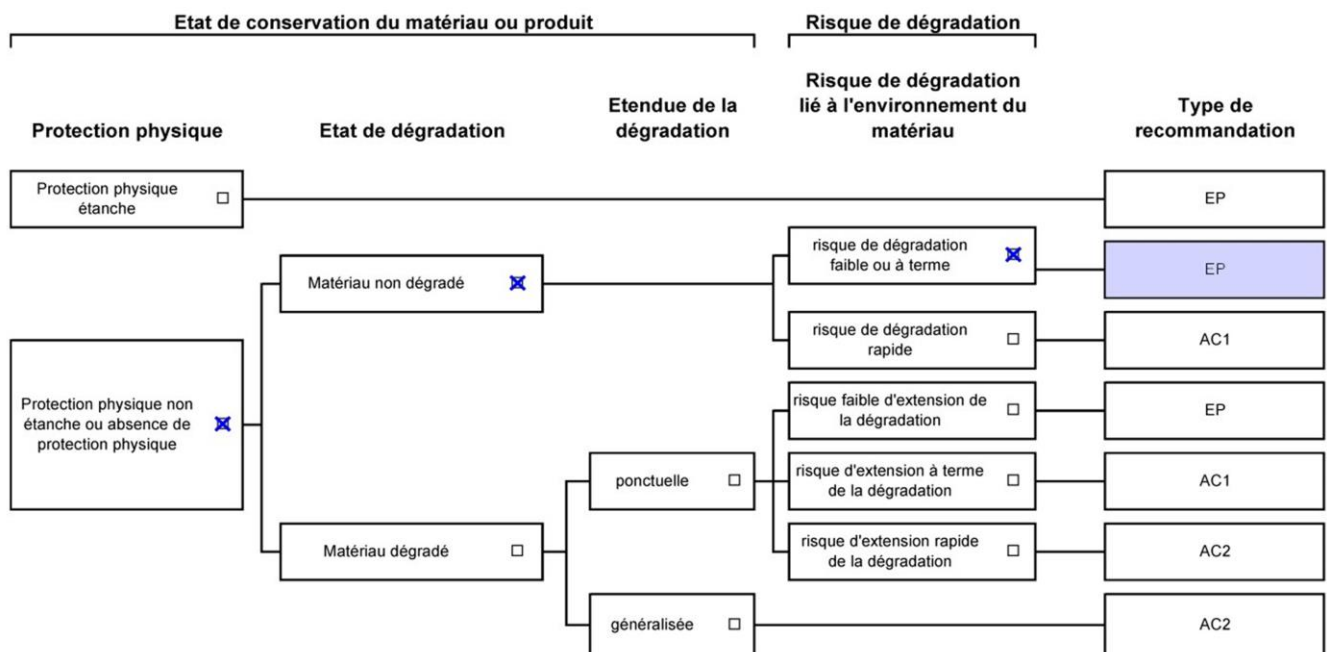 Etat de conservation du matériau ou produit
Risque de dégradation
Protection physique
Etat de dégradation
Etendue de la
dégradation
Risque de dégradation
lié à l'environnement du
matériau
Type de
recommandation
Protection physique
étanche
EP
risque de dégradation
faible ou à terme
EP
Matériau non dégradé
risque de dégradation
rapide
AC1
Protection physique non
étanche ou absence de
protection physique
risque faible d'extension de
la dégradation
EP
ponctuelle
risque d'extension à terme
de la dégradation
AC1
Matériau dégradé
risque d'extension rapide
de la dégradation
AC2
généralisée
AC2